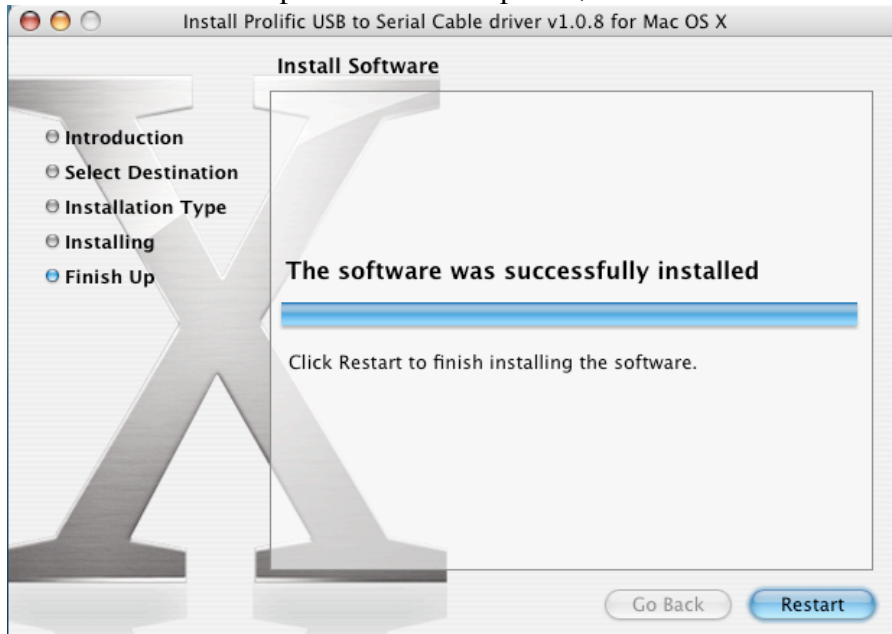 Install Prolific USB to Serial Cable driver v1.0.8 for Mac OS X
Install Software
Introduction
Select Destination
Installation Type
Installing
Finish Up
The software was successfully installed
Click Restart to finish installing the software.
Go Back
Restart